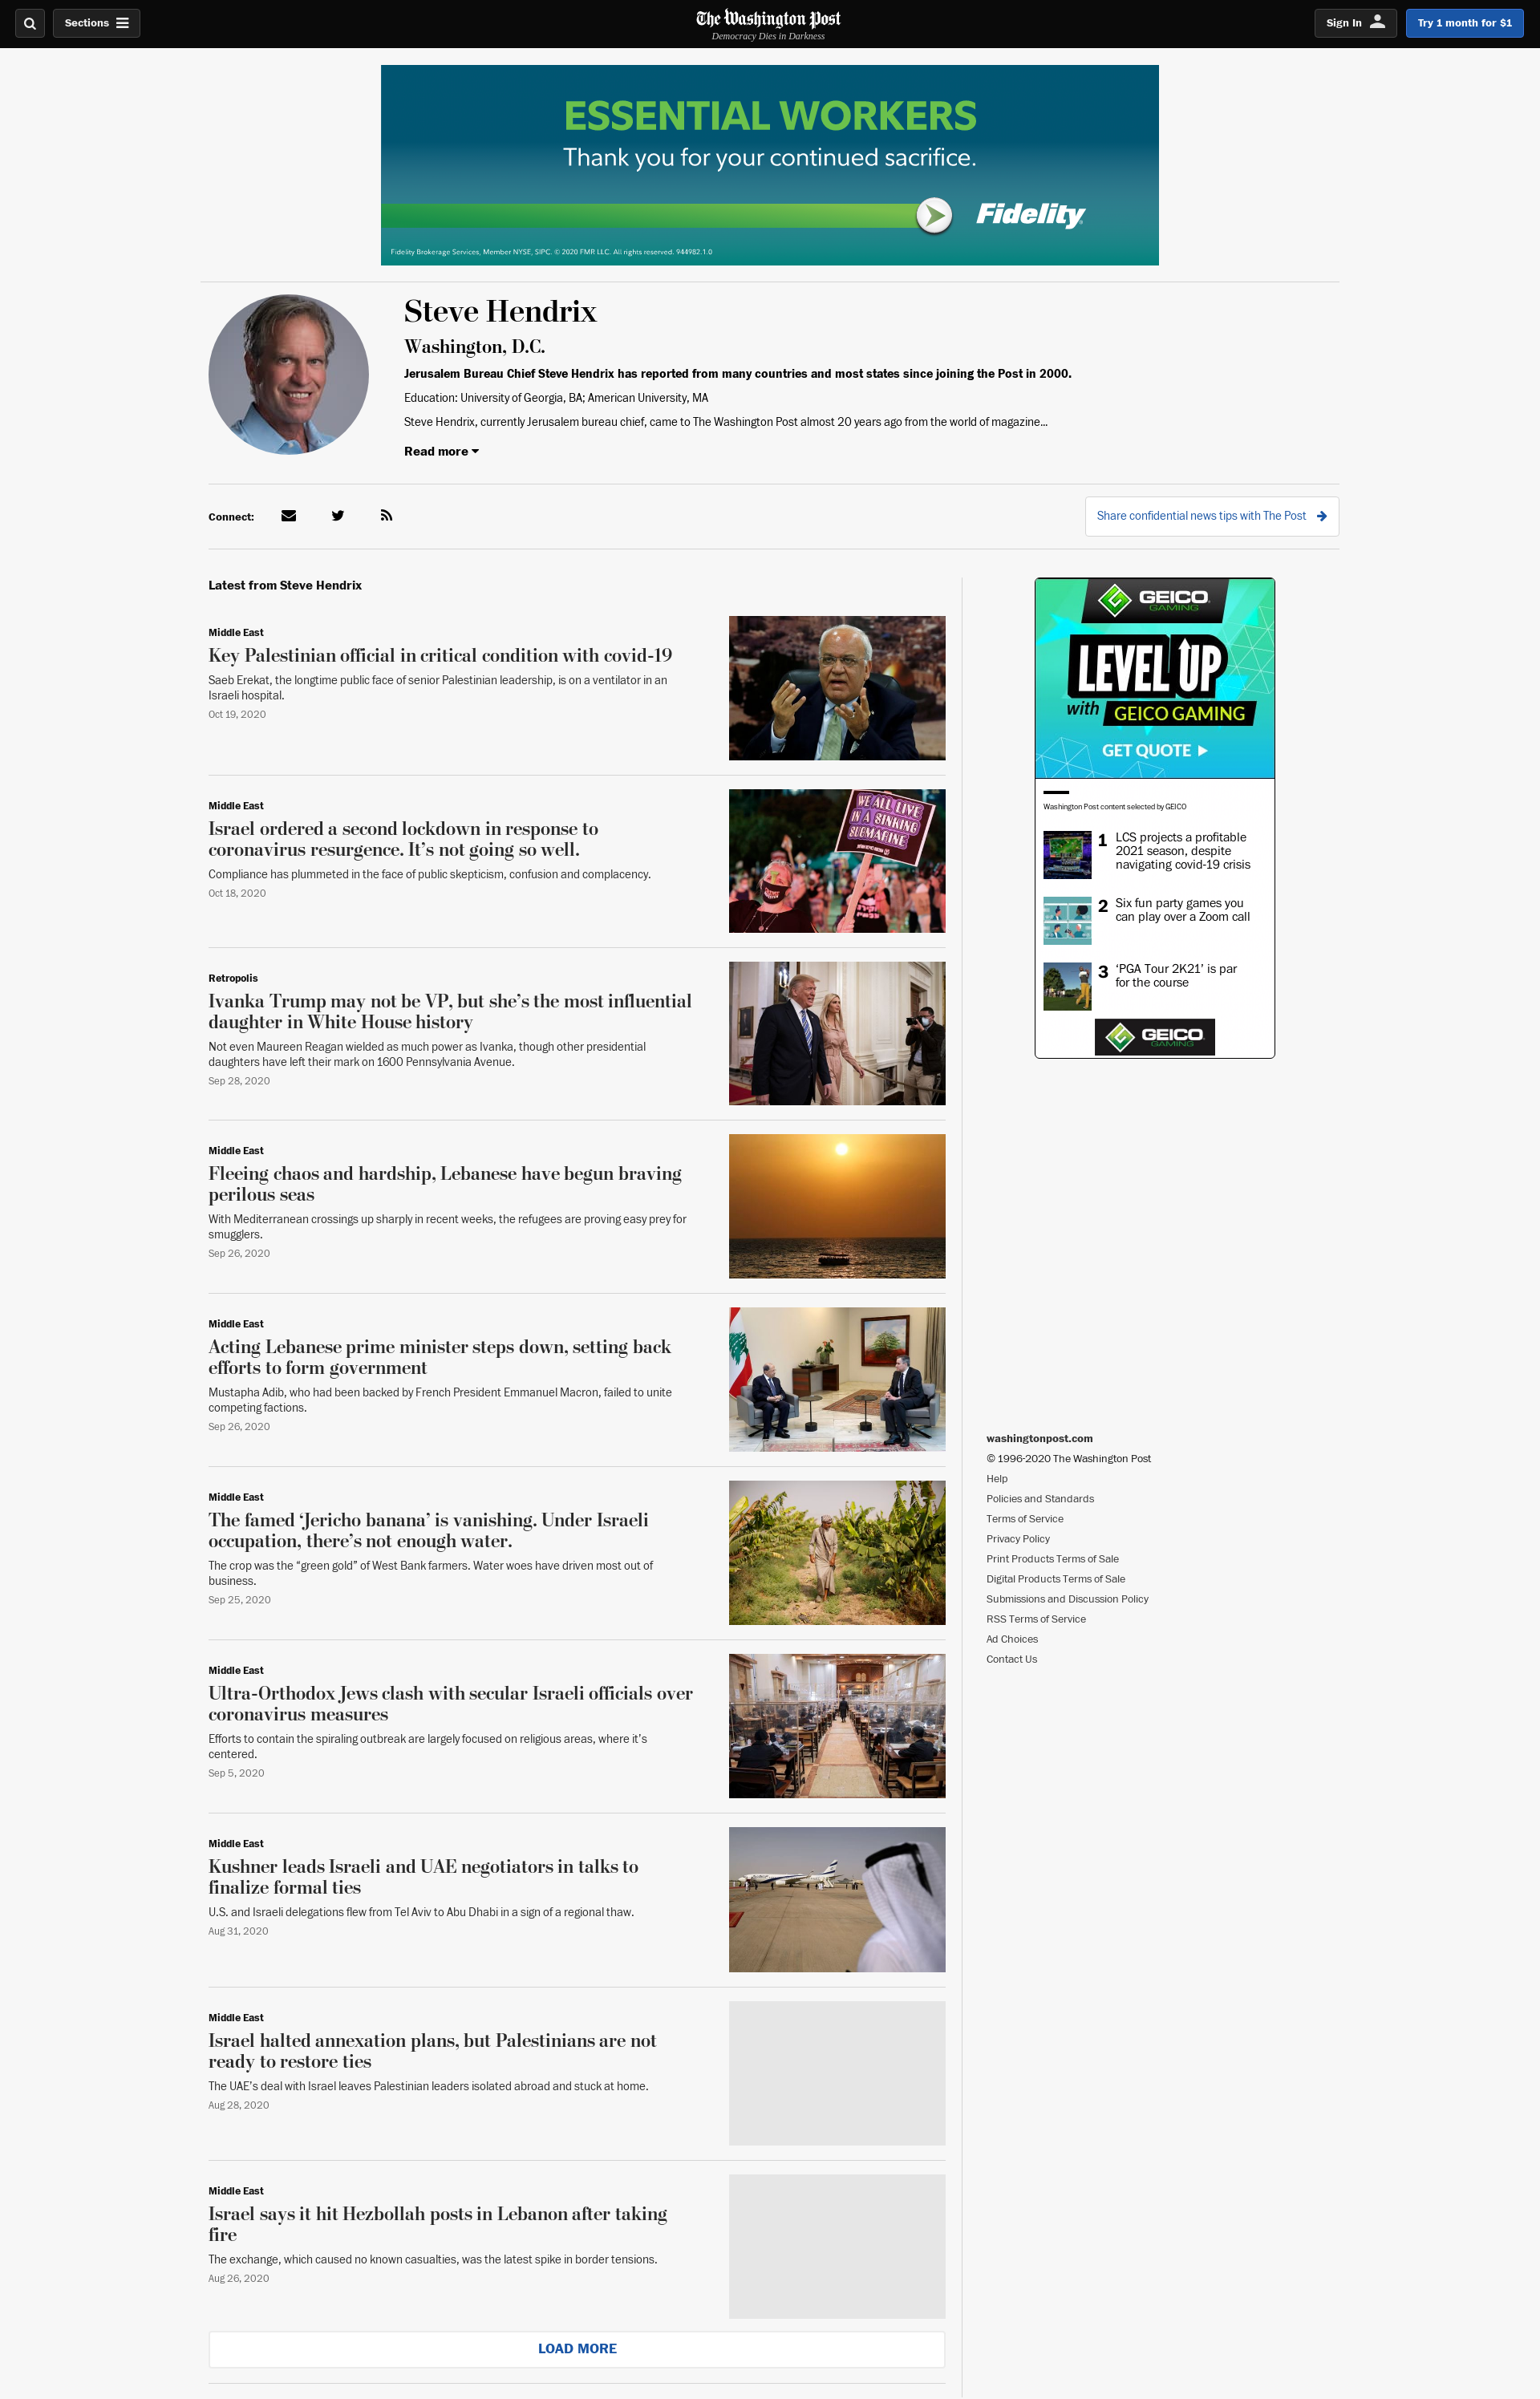 Sections
The Washington Post
Democracy Dies in Darkness
Sign In
Try 1 month for $1
ESSENTIAL WORKERS
Thank you for your continued sacrifice.
Fidelity
Fidelity Brokerage Services, Member NYSE, SIPC. © 2020 FMR LLC. All rights reserved. 944982.1.0
Steve Hendrix
Washington, D.C.
Jerusalem Bureau Chief Steve Hendrix has reported from many countries and most states since joining the Post in 2000.
Education: University of Georgia, BA; American University, MA
Steve Hendrix, currently Jerusalem bureau chief, came to The Washington Post almost 20 years ago from the world of magazine...
Read more
Connect:
Share confidential news tips with The Post
Latest from Steve Hendrix
Middle East
Key Palestinian official in critical condition with covid-19
Saeb Erekat, the longtime public face of senior Palestinian leadership, is on a ventilator in an
Israeli hospital.
Oct 19, 2020
Middle East
Israel ordered a second lockdown in response to
coronavirus resurgence. It’s not going so well.
Compliance has plummeted in the face of public skepticism, confusion and complacency.
Oct 18, 2020
WE ALL LIVE
IN A SINKING
SUBMARINE
Retropolis
Ivanka Trump may not be VP, but she’s the most influential
daughter in White House history
Not even Maureen Reagan wielded as much power as Ivanka, though other presidential
daughters have left their mark on 1600 Pennsylvania Avenue.
Sep 28, 2020
Middle East
Fleeing chaos and hardship, Lebanese have begun braving
perilous seas
With Mediterranean crossings up sharply in recent weeks, the refugees are proving easy prey for
smugglers.
Sep 26, 2020
Middle East
Acting Lebanese prime minister steps down, setting back
efforts to form government
Mustapha Adib, who had been backed by French President Emmanuel Macron, failed to unite
competing factions.
Sep 26, 2020
Middle East
The famed ‘Jericho banana’ is vanishing. Under Israeli
occupation, there’s not enough water.
The crop was the “green gold” of West Bank farmers. Water woes have driven most out of
business.
Sep 25, 2020
Middle East
Ultra-Orthodox Jews clash with secular Israeli officials over
coronavirus measures
Efforts to contain the spiraling outbreak are largely focused on religious areas, where it’s
centered.
Sep 5, 2020
Middle East
Kushner leads Israeli and UAE negotiators in talks to
finalize formal ties
U.S. and Israeli delegations flew from Tel Aviv to Abu Dhabi in a sign of a regional thaw.
Aug 31, 2020
Middle East
Israel halted annexation plans, but Palestinians are not
ready to restore ties
The UAE’s deal with Israel leaves Palestinian leaders isolated abroad and stuck at home.
Aug 28, 2020
Middle East
Israel says it hit Hezbollah posts in Lebanon after taking
fire
The exchange, which caused no known casualties, was the latest spike in border tensions.
Aug 26, 2020
LOAD MORE
GEICO
GAMING
LEVEL UP
with GEICO GAMING
GET QUOTE
Washington Post content selected by GEICO
1 LCS projects a profitable
2021 season, despite
navigating covid-19 crisis
2 Six fun party games you
can play over a Zoom call
3 ‘PGA Tour 2K21’ is par
for the course
GEICO
GAMING
washingtonpost.com
© 1996-2020 The Washington Post
Help
Policies and Standards
Terms of Service
Privacy Policy
Print Products Terms of Sale
Digital Products Terms of Sale
Submissions and Discussion Policy
RSS Terms of Service
Ad Choices
Contact Us